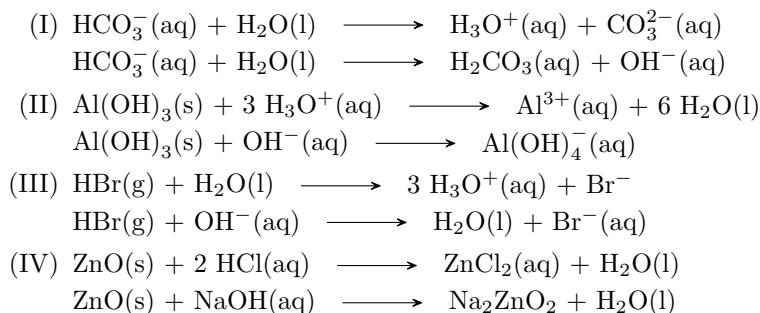 (I) HCO₃⁻(aq) + H₂O(l) ⟶ H₃O⁺(aq) + CO₃²⁻(aq)
HCO₃⁻(aq) + H₂O(l) ⟶ H₂CO₃(aq) + OH⁻(aq)
(II) Al(OH)₃(s) + 3 H₃O⁺(aq) ⟶ Al³⁺(aq) + 6 H₂O(l)
Al(OH)₃(s) + OH⁻(aq) ⟶ Al(OH)₄⁻(aq)
(III) HBr(g) + H₂O(l) ⟶ 3 H₃O⁺(aq) + Br⁻
HBr(g) + OH⁻(aq) ⟶ H₂O(l) + Br⁻(aq)
(IV) ZnO(s) + 2 HCl(aq) ⟶ ZnCl₂(aq) + H₂O(l)
ZnO(s) + NaOH(aq) ⟶ Na₂ZnO₂ + H₂O(l)